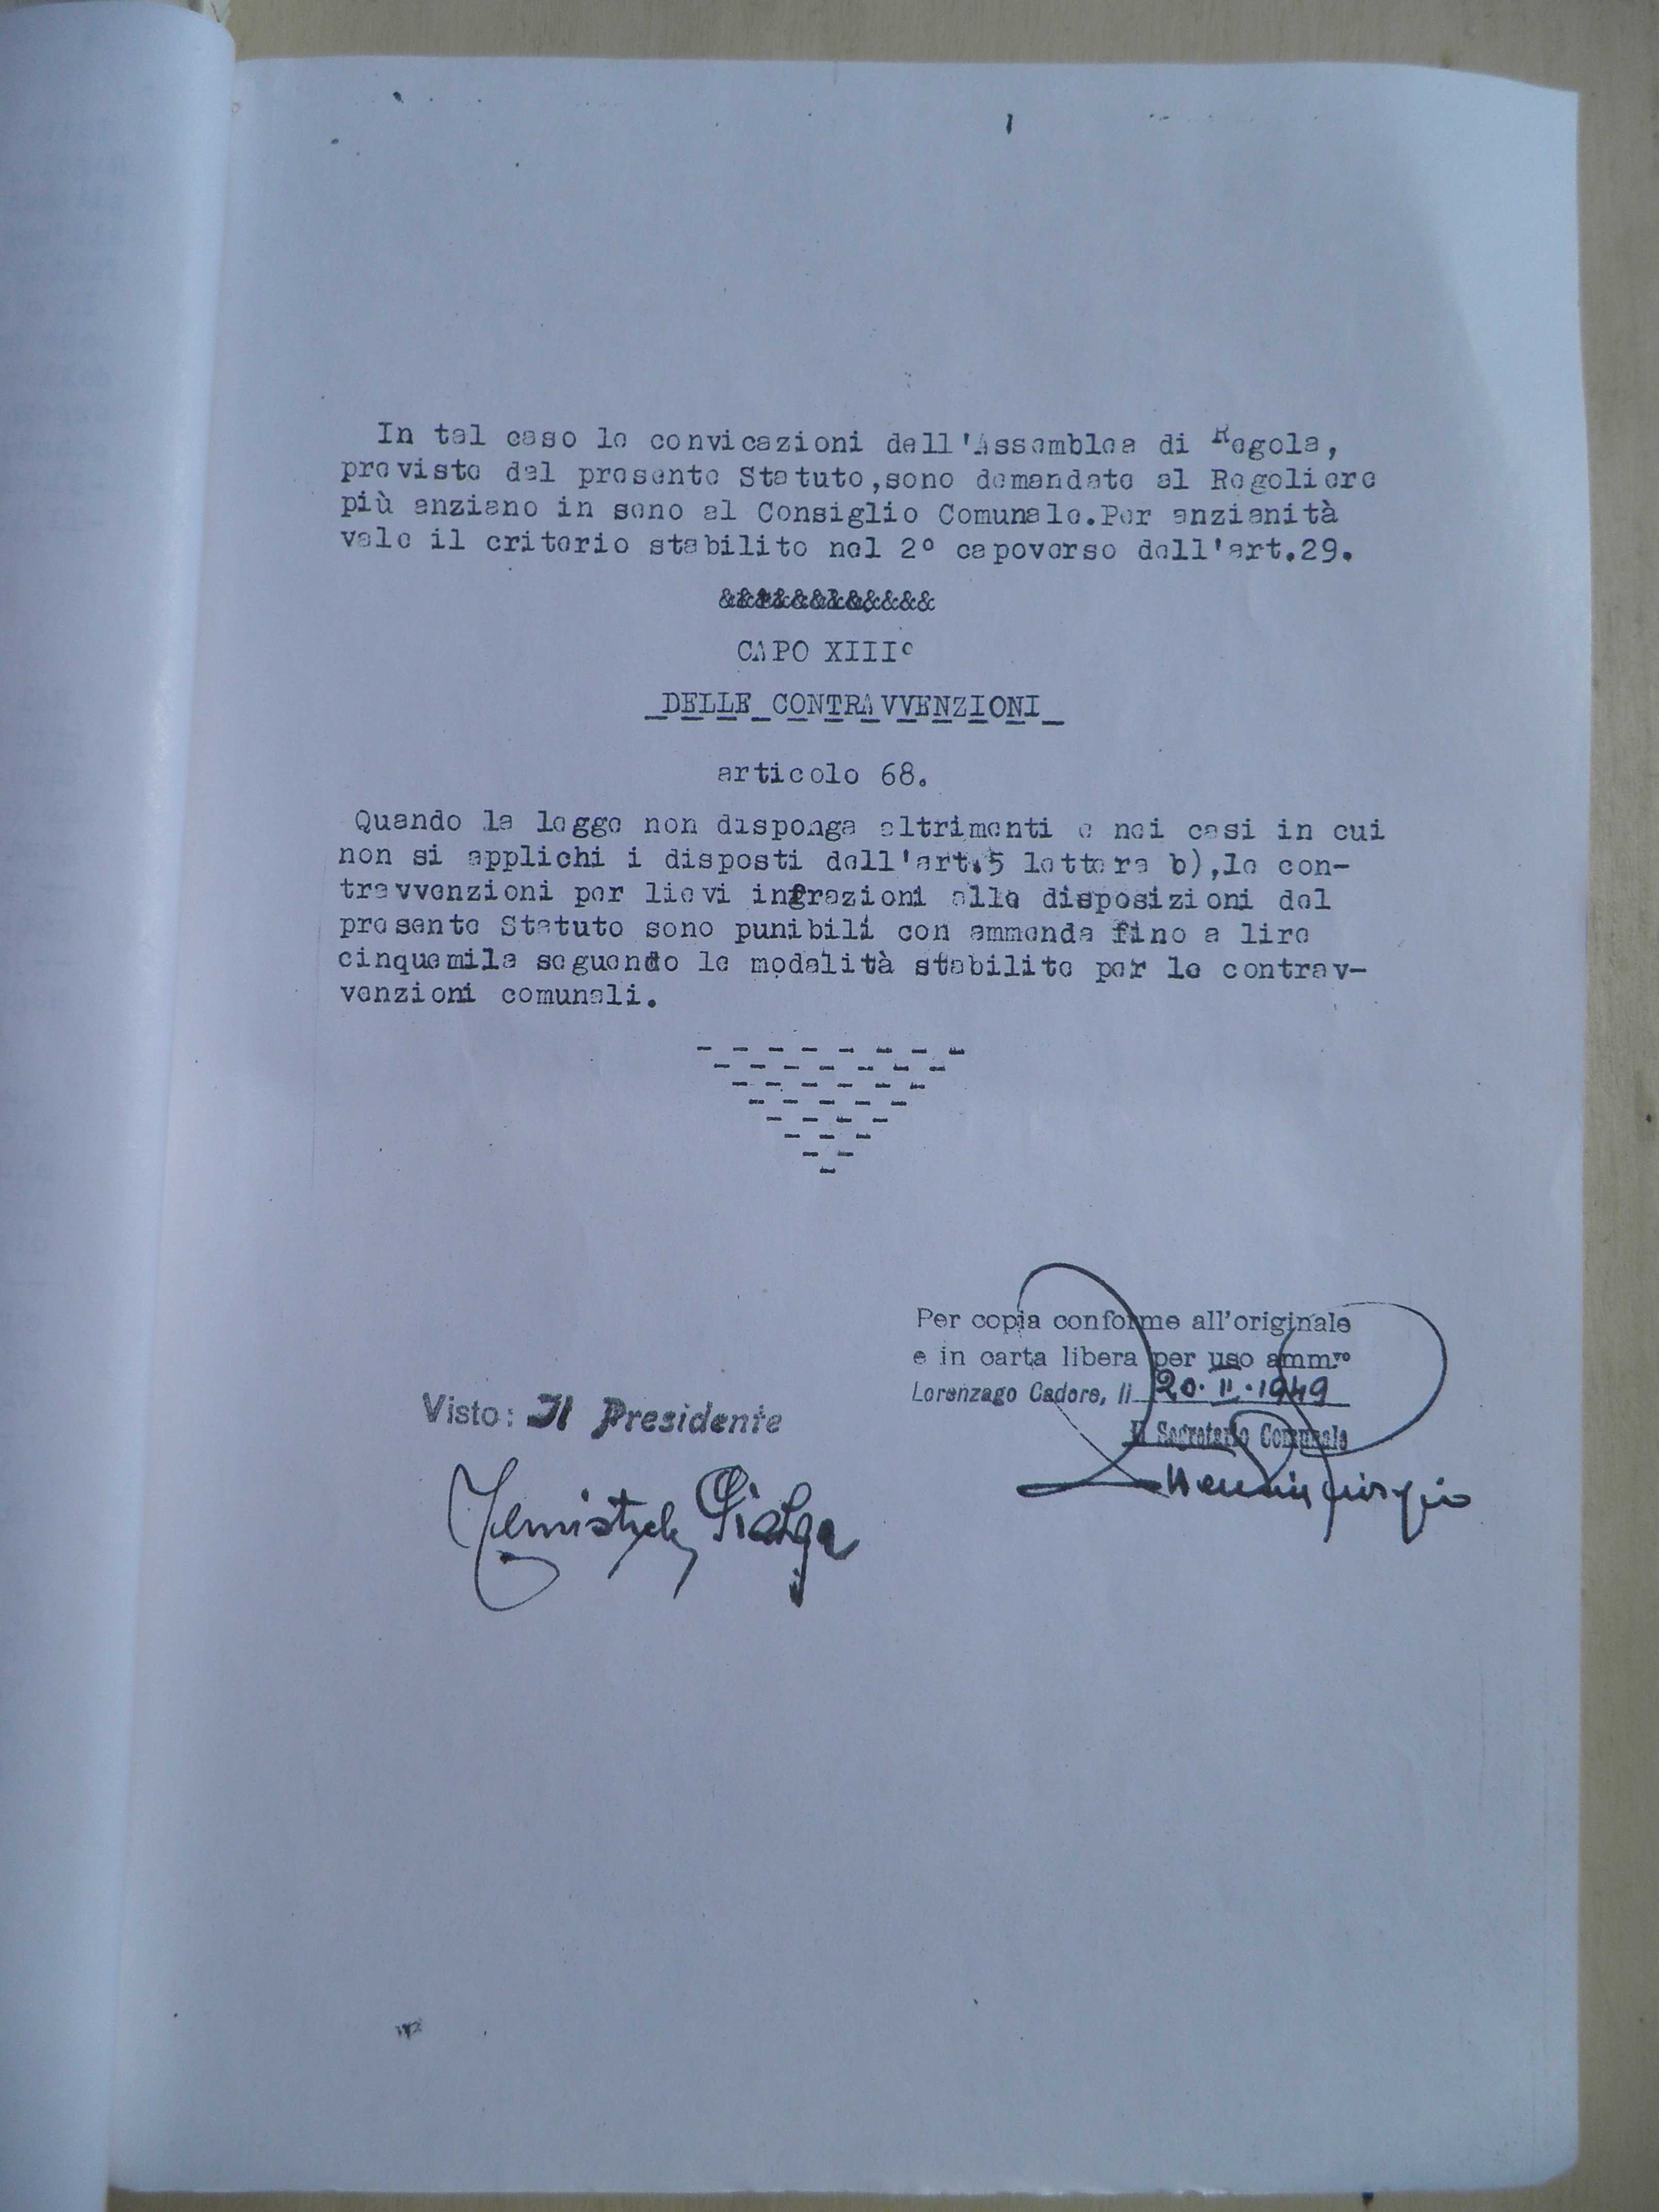 In tal caso le convicazioni dell'Assemblea di Regola,
previste dal presente Statuto,sono demandate al Regoliere
più anziano in seno al Consiglio Comunale.Per anzianità
vale il criterio stabilito nel 2° capoverso dell'art.29.
&&&&&&&&&&&&
CAPO XIII°
_DELLE_CONTRAVVENZIONI_
articolo 68.
Quando la legge non disponga altrimenti e nei casi in cui
non si applichi i disposti dell'art.5 lettera b),le con-
travvenzioni per lievi infrazioni alle disposizioni del
presente Statuto sono punibili con ammenda fino a lire
cinquemila seguendo le modalità stabilite per le contrav-
venzioni comunali.
Per copia conforme all'originale
e in carta libera per uso amm.vo
Lorenzago Cadore, li 20.II.1949
Il Segretario Comunale
Visto: Il Presidente